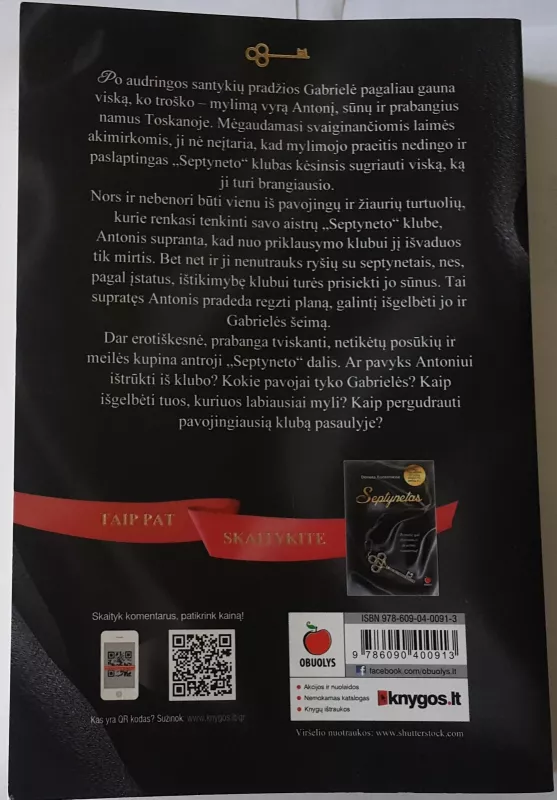 Po audringos santykių pradžios Gabrielė pagaliau gauna
viską, ko troško – mylimą vyrą Antonį, sūnų ir prabangius
namus Toskanoje. Mėgaudamasi svaiginančiomis laimės
akimirkomis, ji nė neįtaria, kad mylimojo praeitis nedingo ir
paslaptingas „Septyneto“ klubas kėsinsis sugriauti viską, ką
ji turi brangiausio.
Nors ir nebenori būti vienu iš pavojingų ir žiaurių turtuolių,
kurie renkasi tenkinti savo aistrų „Septyneto“ klube,
Antonis supranta, kad nuo priklausymo klubui jį išvaduos
tik mirtis. Bet net ir ji nenutrauks ryšių su septynetais, nes,
pagal įstatus, ištikimybę klubui turės prisiekti jo sūnus. Tai
supratęs Antonis pradeda regzti planą, galintį išgelbėti jo ir
Gabrielės šeimą.
Dar erotiškesnė, prabanga tviskanti, netikėtų posūkių ir
meilės kupina antroji „Septyneto“ dalis. Ar pavyks Antoniui
ištrūkti iš klubo? Kokie pavojai tyko Gabrielės? Kaip
išgelbėti tuos, kuriuos labiausiai myli? Kaip pergudrauti
pavojingiausią klubą pasaulyje?
TAIP PAT
SKAITYKITE
Septynetas
Skaityk komentarus, patikrink kainą!
Kas yra QR kodas? Sužinok www.knygos.lt/qr
OBUOLYS
ISBN 978-609-04-0091-3
9 786090 400913
facebook.com/obuolys
Akcijos ir nuolaidos
Nemokamas katalogas
Knygų ištraukos
knygos.lt
Viršelio nuotraukos: www.shutterstock.com